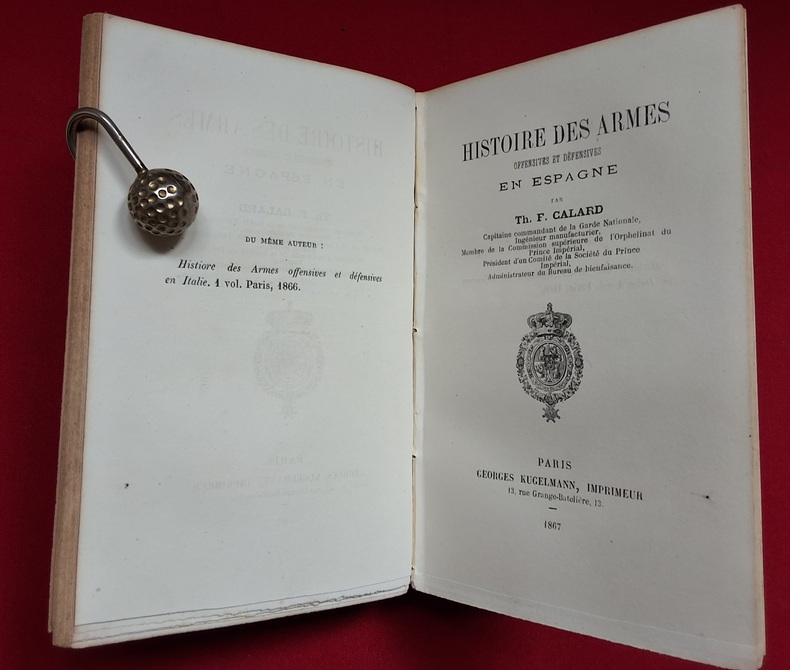 DU MÊME AUTEUR :
Histiore des Armes offensives et défensives
en Italie. 1 vol. Paris, 1866.
HISTOIRE DES ARMES
OFFENSIVES ET DÉFENSIVES
EN ESPAGNE
PAR
Th. F. CALARD
Capitaine commandant de la Garde Nationale,
Ingénieur manufacturier,
Membre de la Commission supérieure de l'Orphelinat du
Prince Impérial,
Président d'un Comité de la Société du Prince
Impérial,
Administrateur du Bureau de bienfaisance.
PARIS
GEORGES KUGELMANN, IMPRIMEUR
13, rue Grange-Batelière, 13.
1867